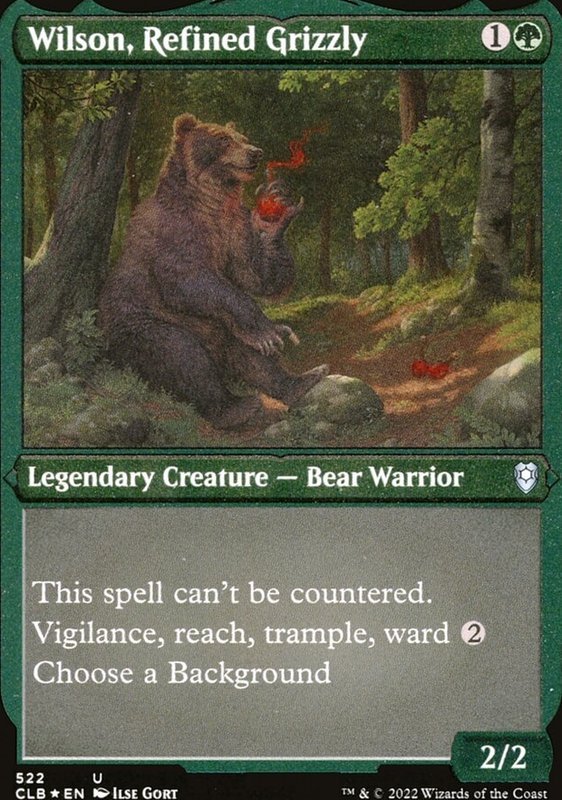 Wilson, Refined Grizzly 1
Legendary Creature — Bear Warrior
This spell can't be countered.
Vigilance, reach, trample, ward 2
Choose a Background
2/2
522 U
CLB ★ EN Ilse Gort ™ & © 2022 Wizards of the Coast